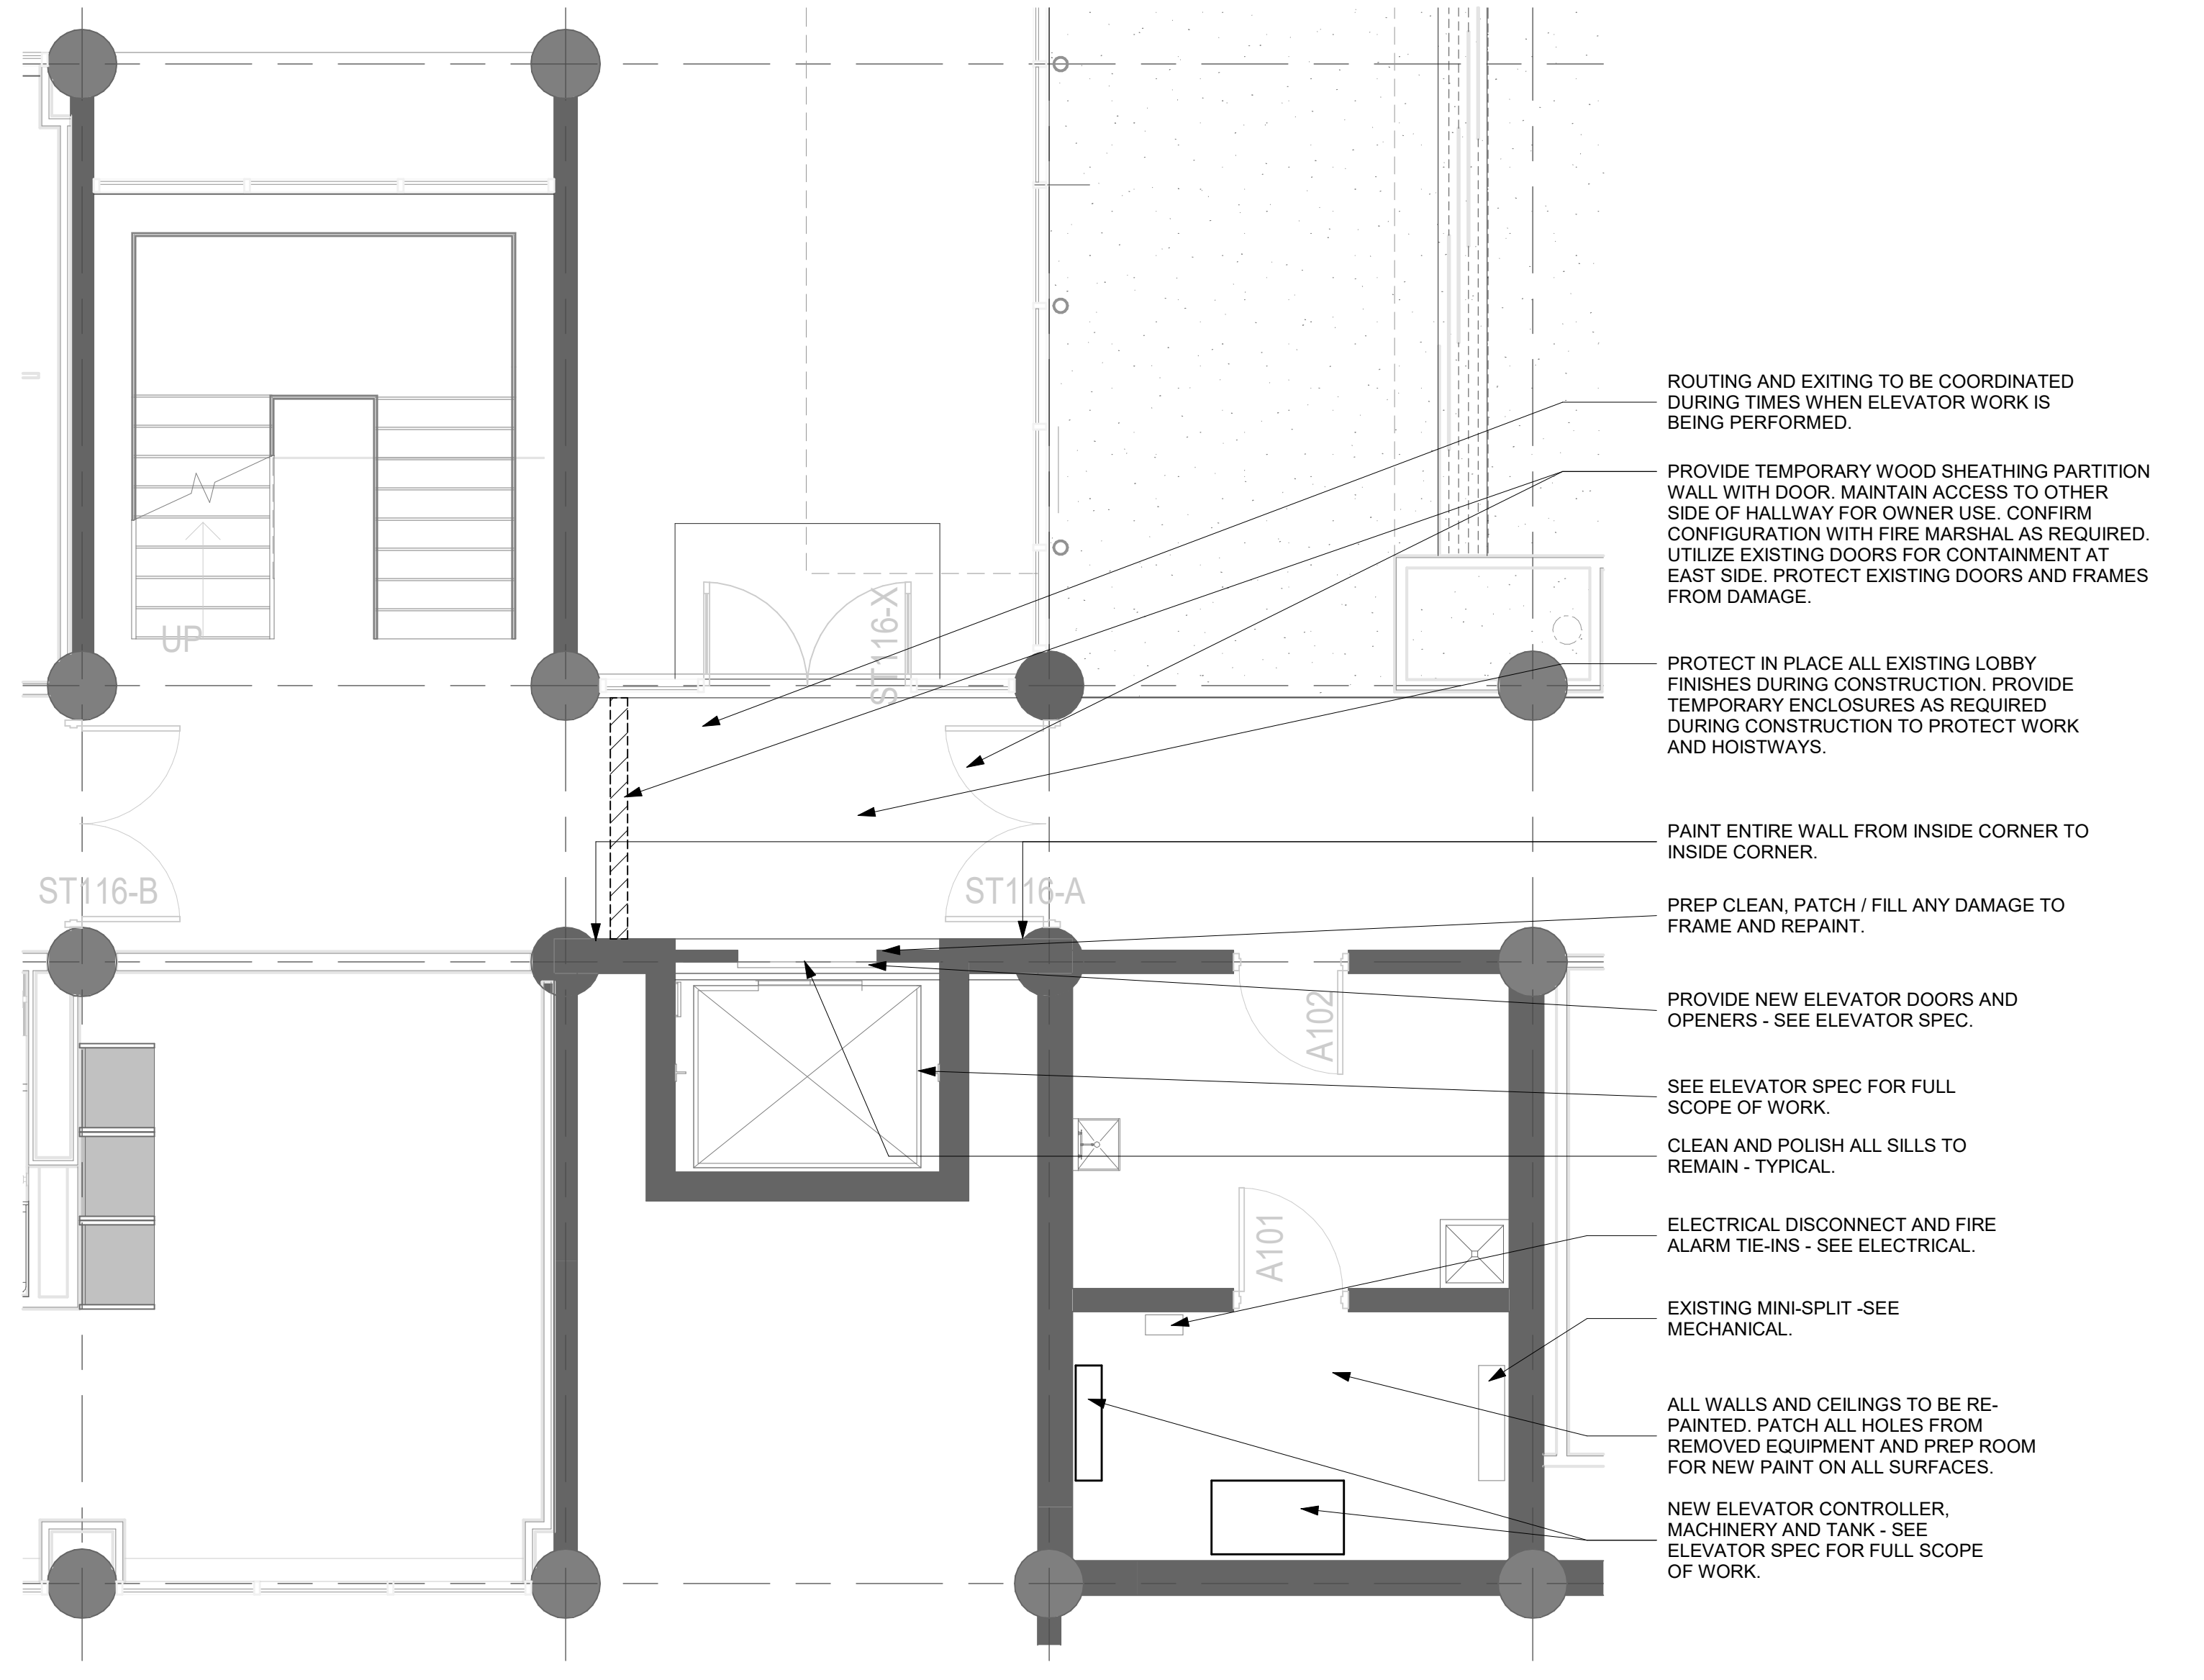 ROUTING AND EXITING TO BE COORDINATED
DURING TIMES WHEN ELEVATOR WORK IS
BEING PERFORMED.
PROVIDE TEMPORARY WOOD SHEATHING PARTITION
WALL WITH DOOR. MAINTAIN ACCESS TO OTHER
SIDE OF HALLWAY FOR OWNER USE. CONFIRM
CONFIGURATION WITH FIRE MARSHAL AS REQUIRED.
UTILIZE EXISTING DOORS FOR CONTAINMENT AT
EAST SIDE. PROTECT EXISTING DOORS AND FRAMES
FROM DAMAGE.
UP
ST116-X
PROTECT IN PLACE ALL EXISTING LOBBY
FINISHES DURING CONSTRUCTION. PROVIDE
TEMPORARY ENCLOSURES AS REQUIRED
DURING CONSTRUCTION TO PROTECT WORK
AND HOISTWAYS.
PAINT ENTIRE WALL FROM INSIDE CORNER TO
INSIDE CORNER.
ST116-B
ST116-A
PREP CLEAN, PATCH / FILL ANY DAMAGE TO
FRAME AND REPAINT.
A102
PROVIDE NEW ELEVATOR DOORS AND
OPENERS - SEE ELEVATOR SPEC.
SEE ELEVATOR SPEC FOR FULL
SCOPE OF WORK.
CLEAN AND POLISH ALL SILLS TO
REMAIN - TYPICAL.
A101
ELECTRICAL DISCONNECT AND FIRE
ALARM TIE-INS - SEE ELECTRICAL.
EXISTING MINI-SPLIT -SEE
MECHANICAL.
ALL WALLS AND CEILINGS TO BE RE-
PAINTED. PATCH ALL HOLES FROM
REMOVED EQUIPMENT AND PREP ROOM
FOR NEW PAINT ON ALL SURFACES.
NEW ELEVATOR CONTROLLER,
MACHINERY AND TANK - SEE
ELEVATOR SPEC FOR FULL SCOPE
OF WORK.